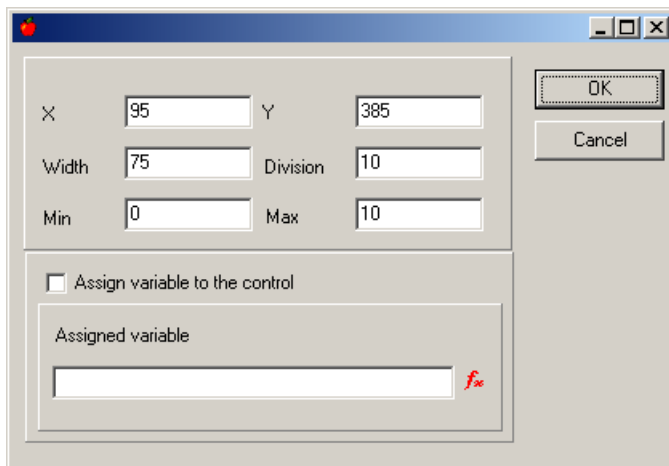 X 95 Y 385 OK
Width 75 Division 10 Cancel
Min 0 Max 10
Assign variable to the control
Assigned variable
fx